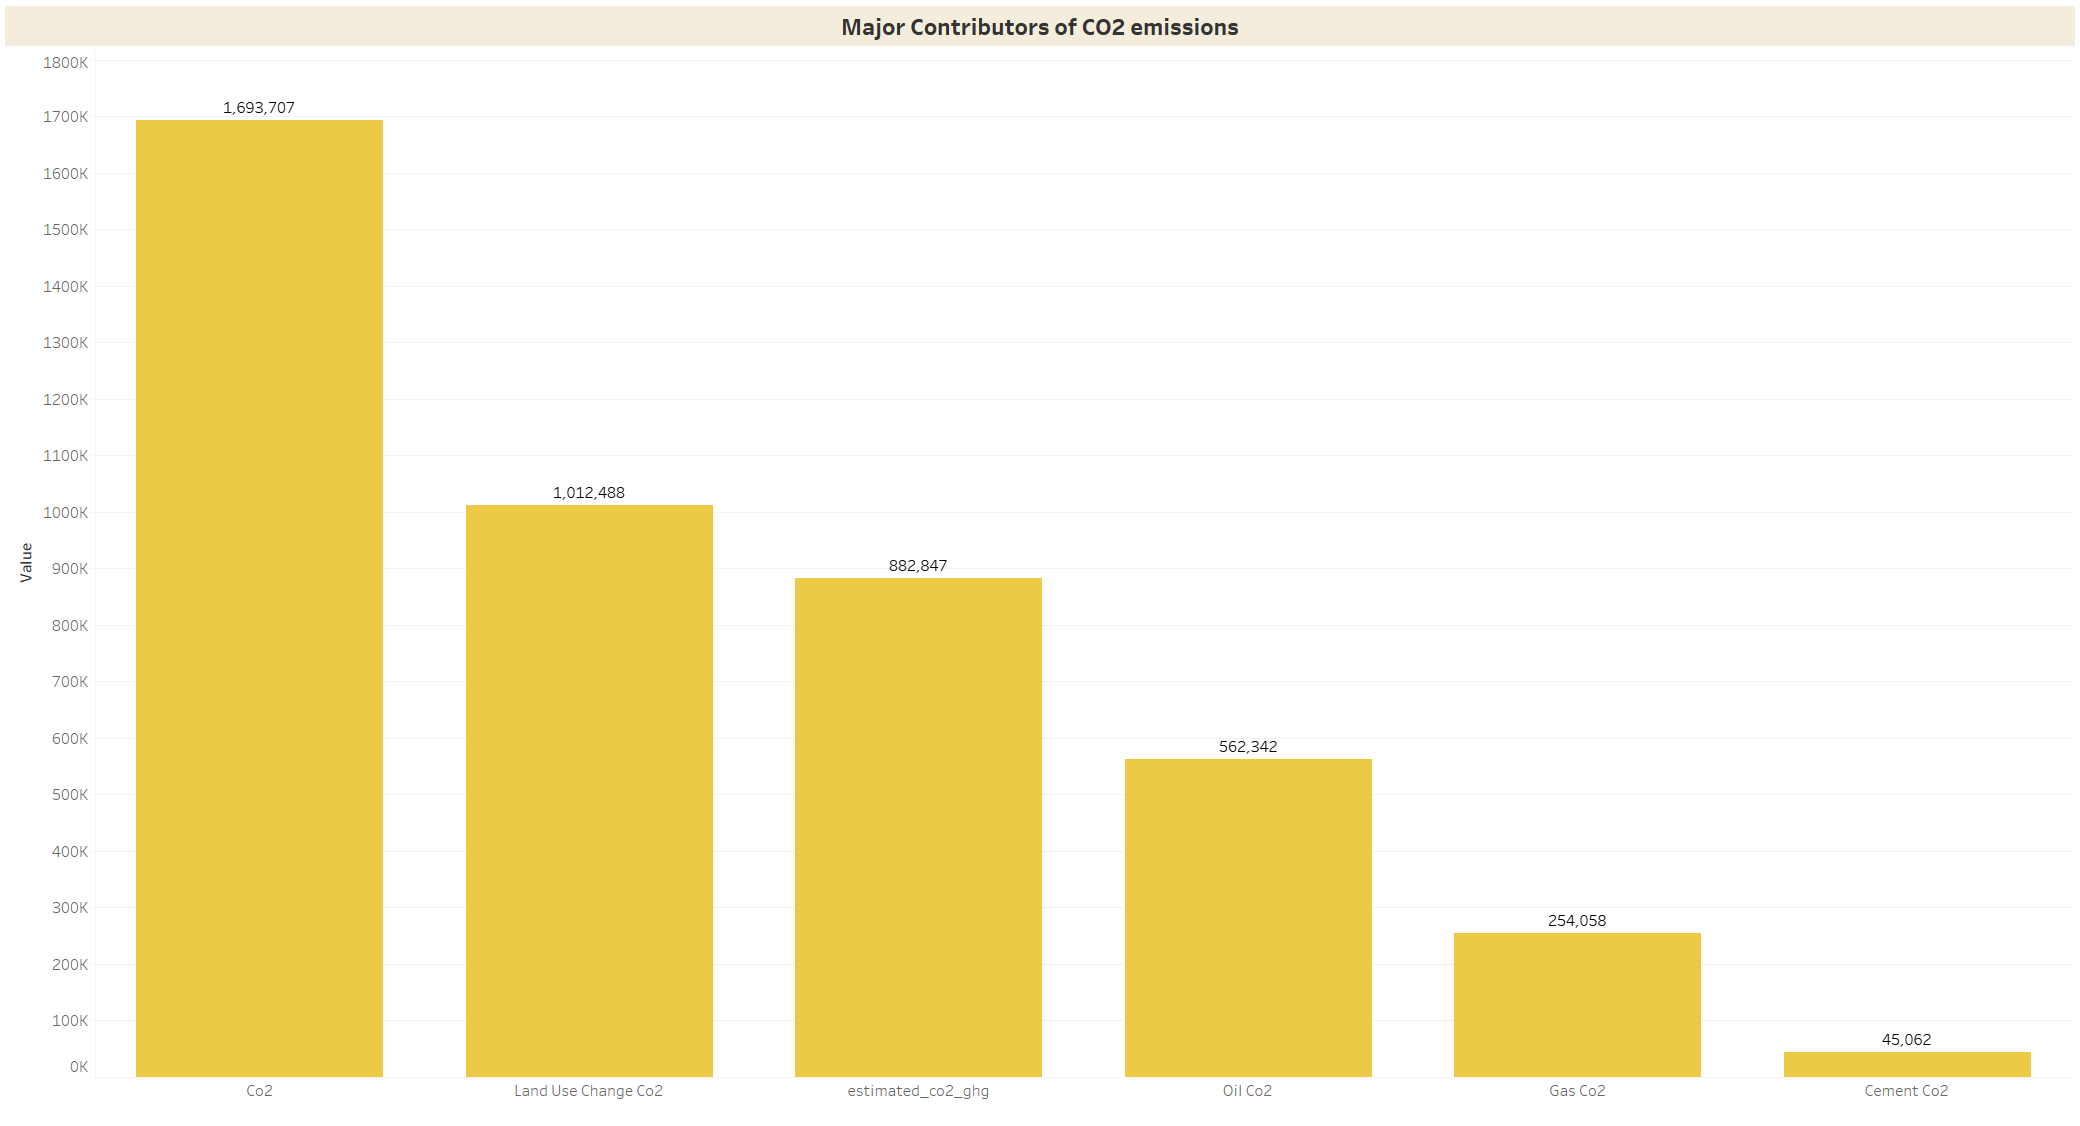 Major Contributors of CO2 emissions
1800K
1700K
1600K
1500K
1400K
1300K
1200K
1100K
1000K
900K
800K
700K
600K
500K
400K
300K
200K
100K
0K
Value
1,693,707
1,012,488
882,847
562,342
254,058
45,062
Co2
Land Use Change Co2
estimated_co2_ghg
Oil Co2
Gas Co2
Cement Co2